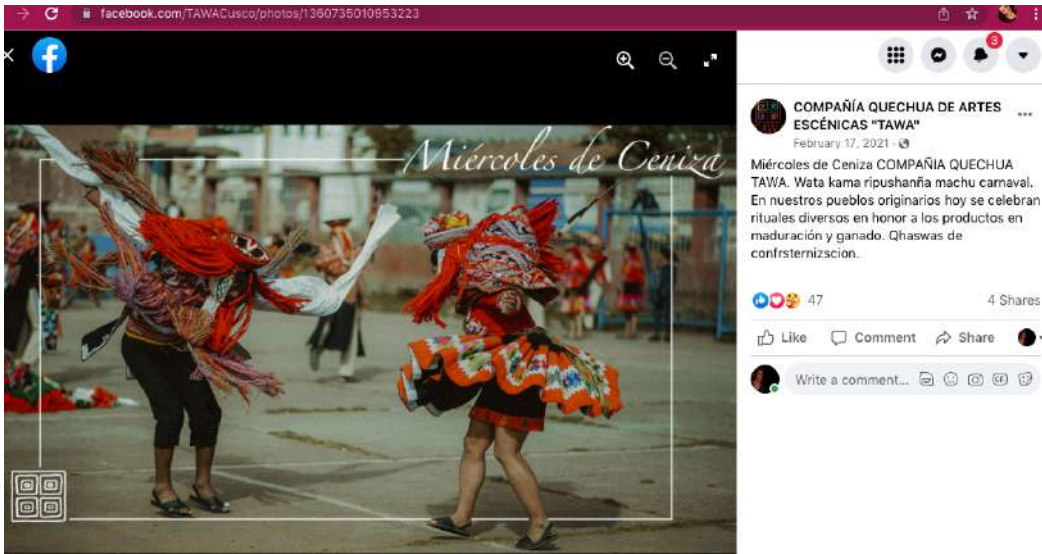 facebook.com/TAWACusco/photos/1360735010953223
Miércoles de Ceniza
3
COMPAÑÍA QUECHUA DE ARTES
ESCÉNICAS "TAWA"
February 17, 2021
Miércoles de Ceniza COMPAÑIA QUECHUA
TAWA. Wata kama ripushanña machu carnaval.
En nuestros pueblos originarios hoy se celebran
rituales diversos en honor a los productos en
maduración y ganado. Qhaswas de
confrsternizscion.
47
4 Shares
Like Comment Share
Write a comment...
GIF